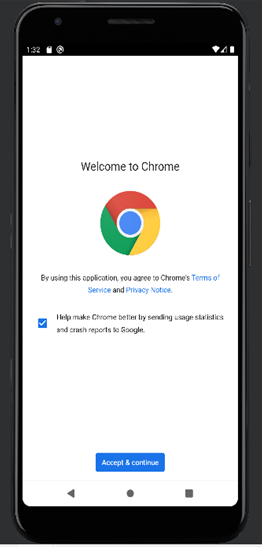 1:32
Welcome to Chrome
By using this application, you agree to Chrome's Terms of
Service and Privacy Notice.
Help make Chrome better by sending usage statistics
and crash reports to Google.
Accept & continue